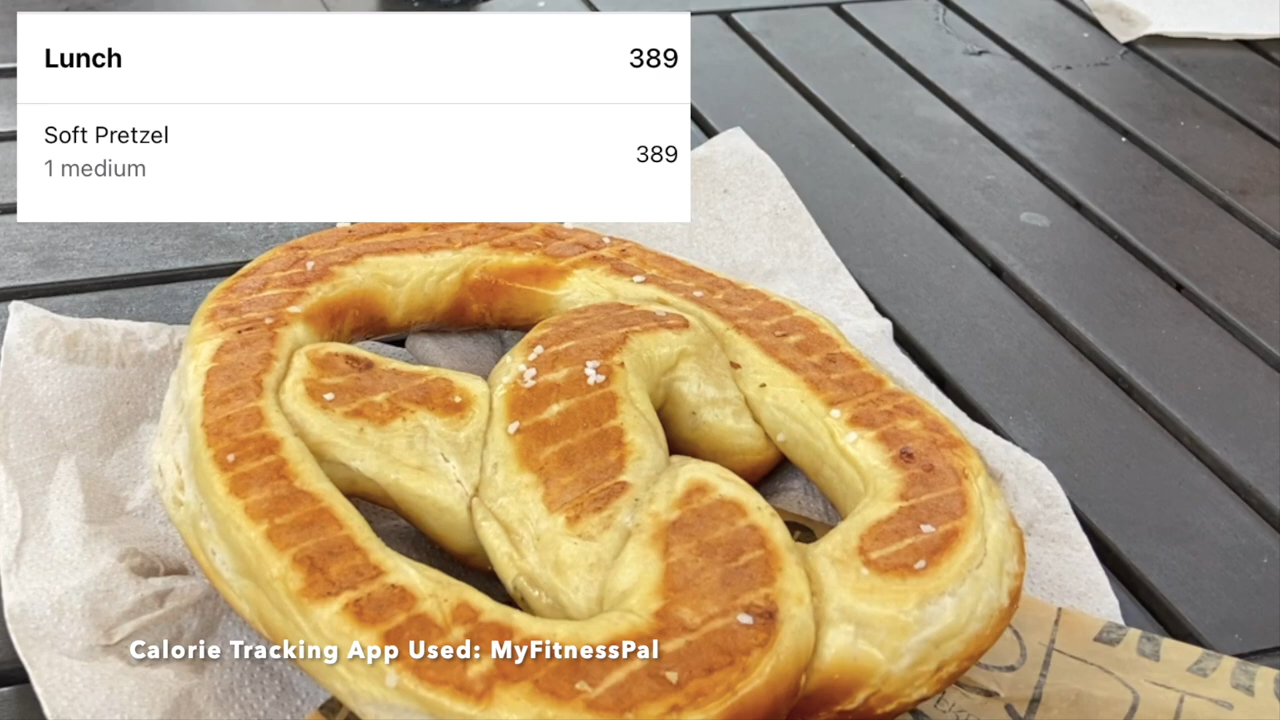 Lunch 389
Soft Pretzel
1 medium 389
Calorie Tracking App Used: MyFitnessPal